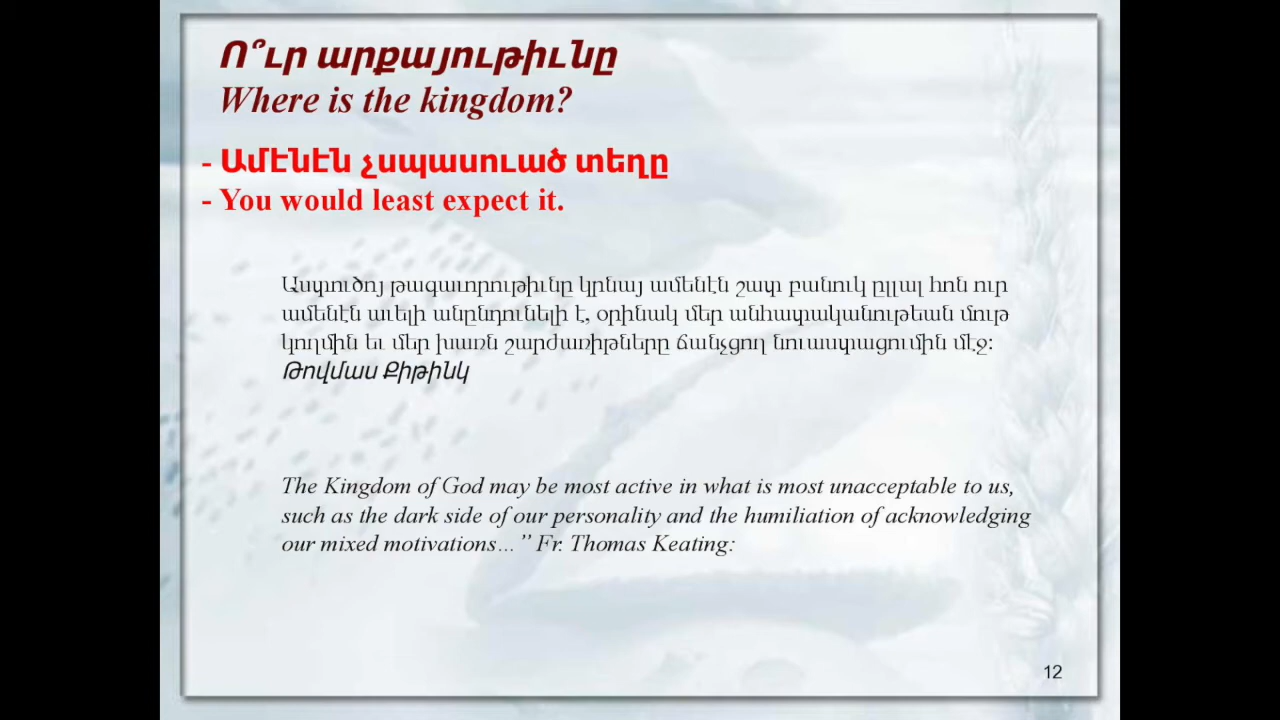 Ո՞ւր արքայութիւնը
Where is the kingdom?
- Ամէնէն չսպասուած տեղը
- You would least expect it.
Աստուծոյ թագաւորութիւնը կրնայ ամենէն շատ բանուկ ըլլալ հոն ուր
ամենէն աւելի անընդունելի է, օրինակ մեր անհատականութեան մութ
կողմին եւ մեր խառն շարժառիթները ճանչցող նուաստացումին մէջ:
Թովմաս Քիթինկ
The Kingdom of God may be most active in what is most unacceptable to us,
such as the dark side of our personality and the humiliation of acknowledging
our mixed motivations…” Fr. Thomas Keating:
12